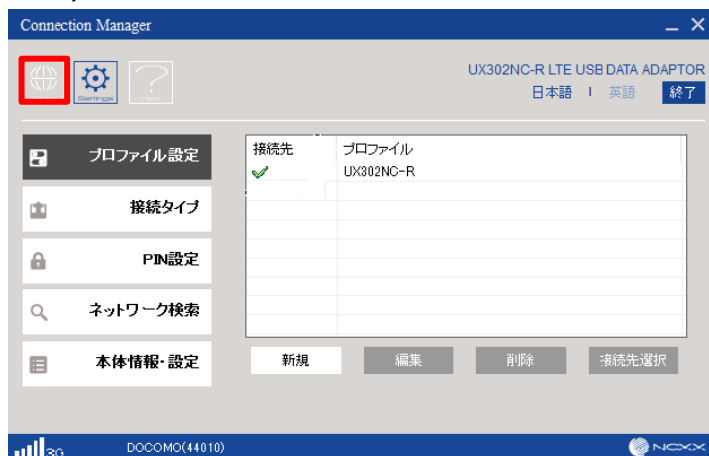 Connection Manager
UX302NC-R LTE USB DATA ADAPTOR
Settings
日本語 | 英語 終了
プロファイル設定
接続先 プロファイル
UX302NC-R
接続タイプ
PIN設定
ネットワーク検索
本体情報・設定
新規 編集 削除 接続先選択
3G DOCOMO(44010) NCXX